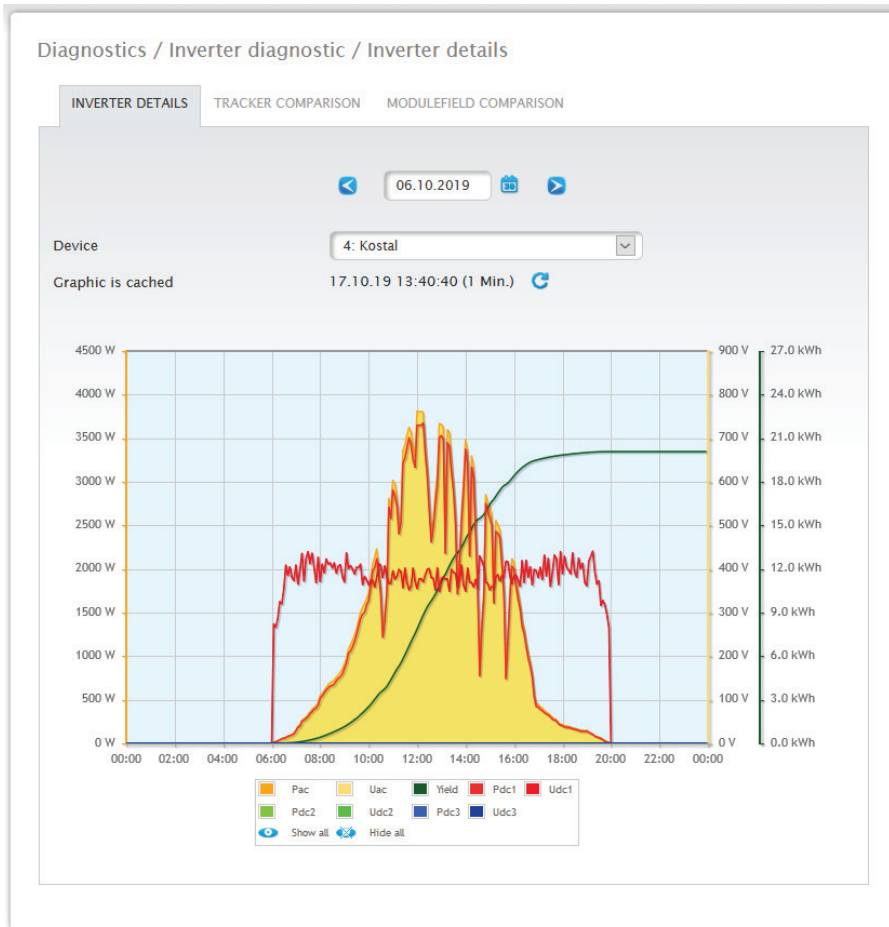 Diagnostics / Inverter diagnostic / Inverter details
INVERTER DETAILS TRACKER COMPARISON MODULEFIELD COMPARISON
06.10.2019 30
Device 4: Kostal
Graphic is cached 17.10.19 13:40:40 (1 Min.)
4500 W 900 V 27.0 kWh
4000 W 800 V 24.0 kWh
3500 W 700 V 21.0 kWh
3000 W 600 V 18.0 kWh
2500 W 500 V 15.0 kWh
2000 W 400 V 12.0 kWh
1500 W 300 V 9.0 kWh
1000 W 200 V 6.0 kWh
500 W 100 V 3.0 kWh
0 W 0 V 0.0 kWh
00:00 02:00 04:00 06:00 08:00 10:00 12:00 14:00 16:00 18:00 20:00 22:00 00:00
Pac Uac Yield Pdc1 Udc1
Pdc2 Udc2 Pdc3 Udc3
Show all Hide all